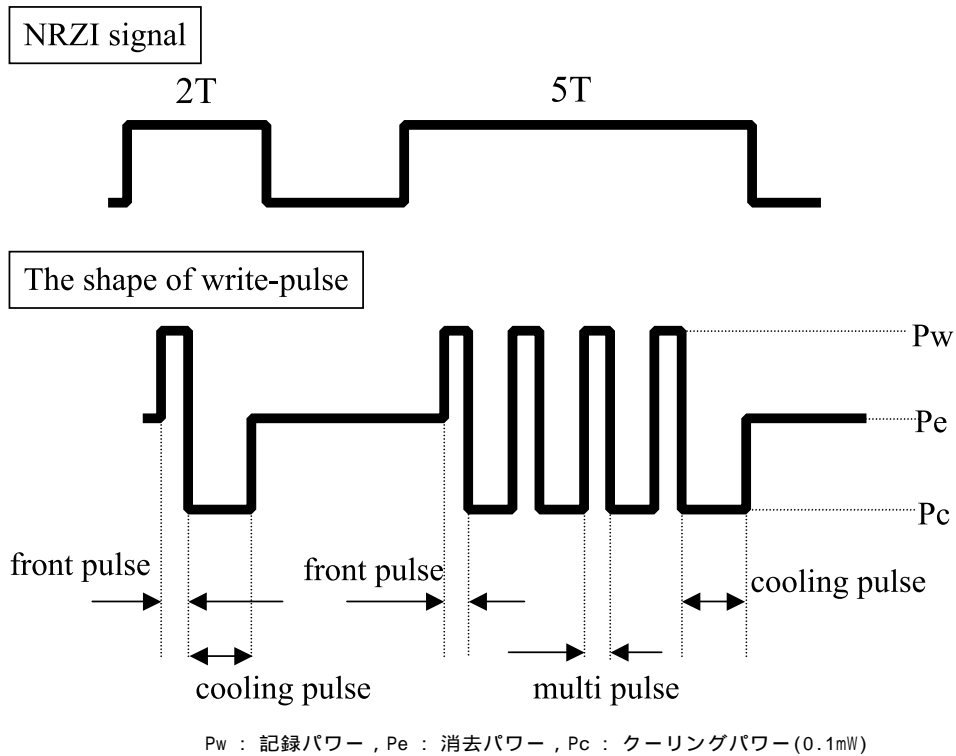 NRZI signal
2T
5T
The shape of write-pulse
Pw
Pe
Pc
front pulse
front pulse
cooling pulse
cooling pulse
multi pulse
Pw : 記録パワー , Pe : 消去パワー , Pc : クーリングパワー(0.1mW)